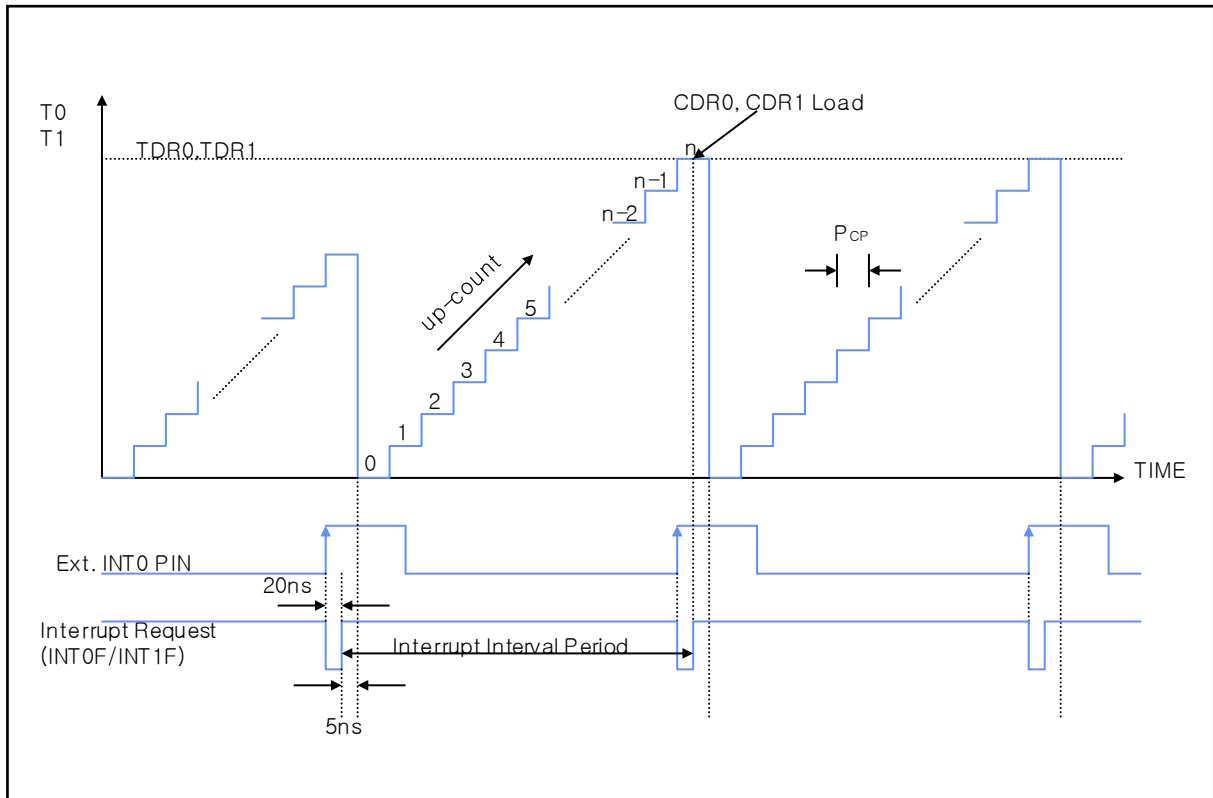 T0
T1
TDR0,TDR1
CDR0, CDR1 Load
n
n-1
n-2
PCP
up-count
5
4
3
2
1
0
TIME
Ext. INT0 PIN
20ns
Interrupt Request
(INT0F/INT1F)
Interrupt Interval Period
5ns